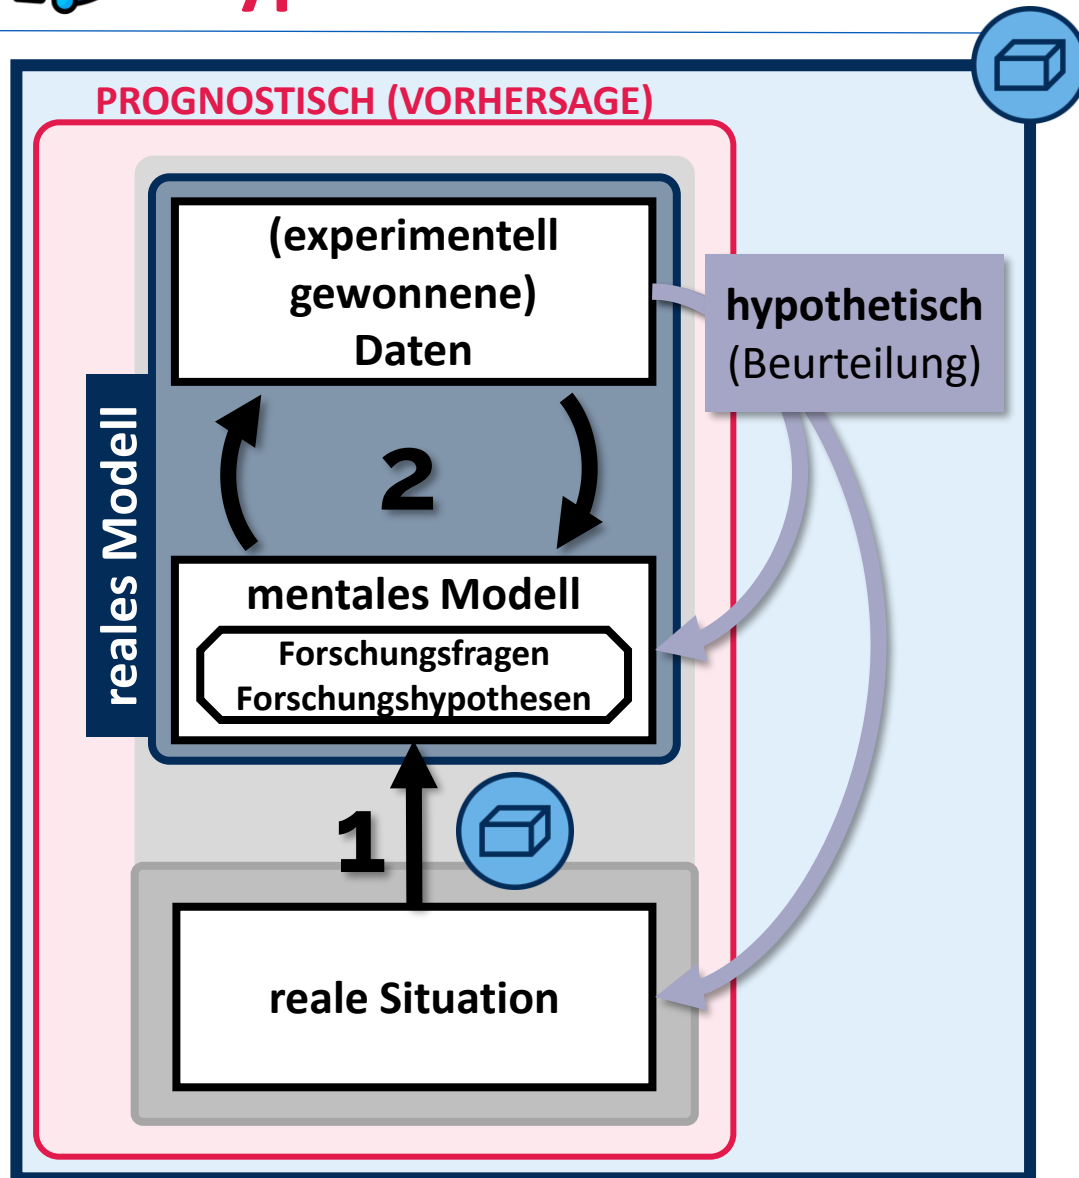 PROGNOSTISCH (VORHERSAGE)
(experimentell
gewonnene)
Daten
hypothetisch
(Beurteilung)
reales Modell
2
mentales Modell
Forschungsfragen
Forschungshypothesen
1
reale Situation